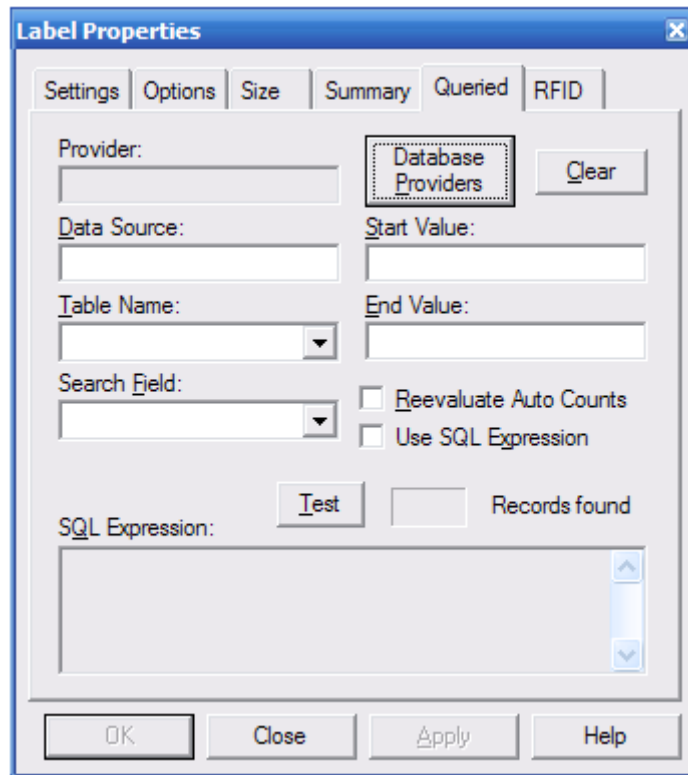 Label Properties
Settings Options Size Summary Queried RFID
Provider:
Database
Providers
Clear
Data Source:
Start Value:
Table Name:
End Value:
Search Field:
Reevaluate Auto Counts
Use SQL Expression
Test
Records found
SQL Expression:
OK Close Apply Help